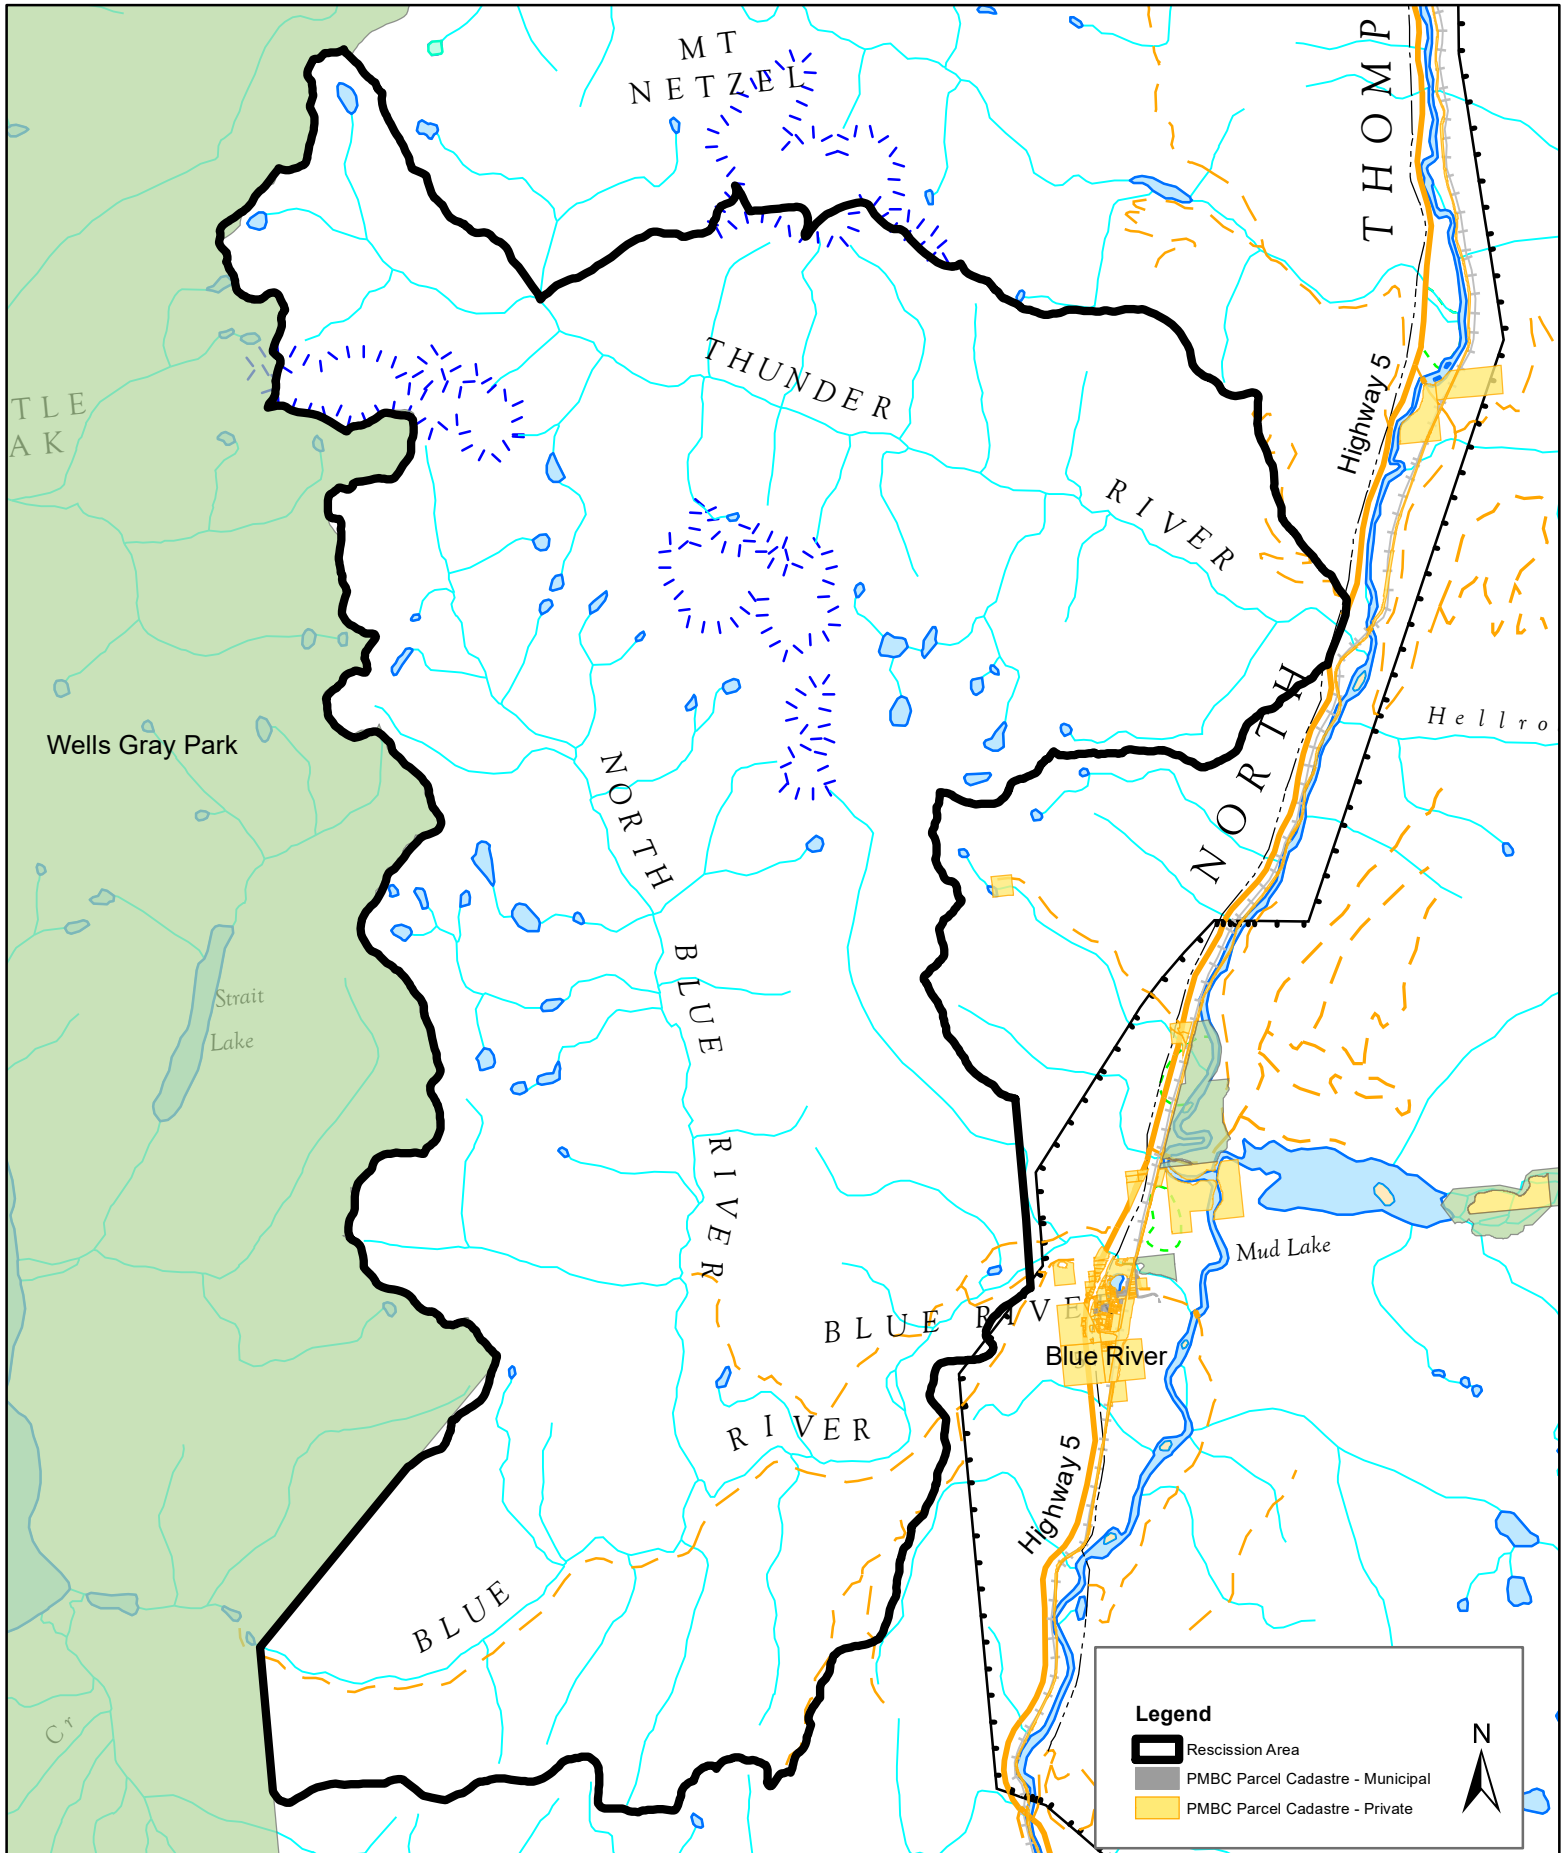 MT
NETZEL
THOMP
THUNDER
RIVER
Highway 5
TLE
AK
Wells Gray Park
NORTH
Hellro
NORTH
BLUE
RIVER
Strait
Lake
Mud Lake
BLUE RIVE
Blue River
RIVER
Highway 5
BLUE
Cr
Legend
Rescission Area
PMBC Parcel Cadastre - Municipal
PMBC Parcel Cadastre - Private
N